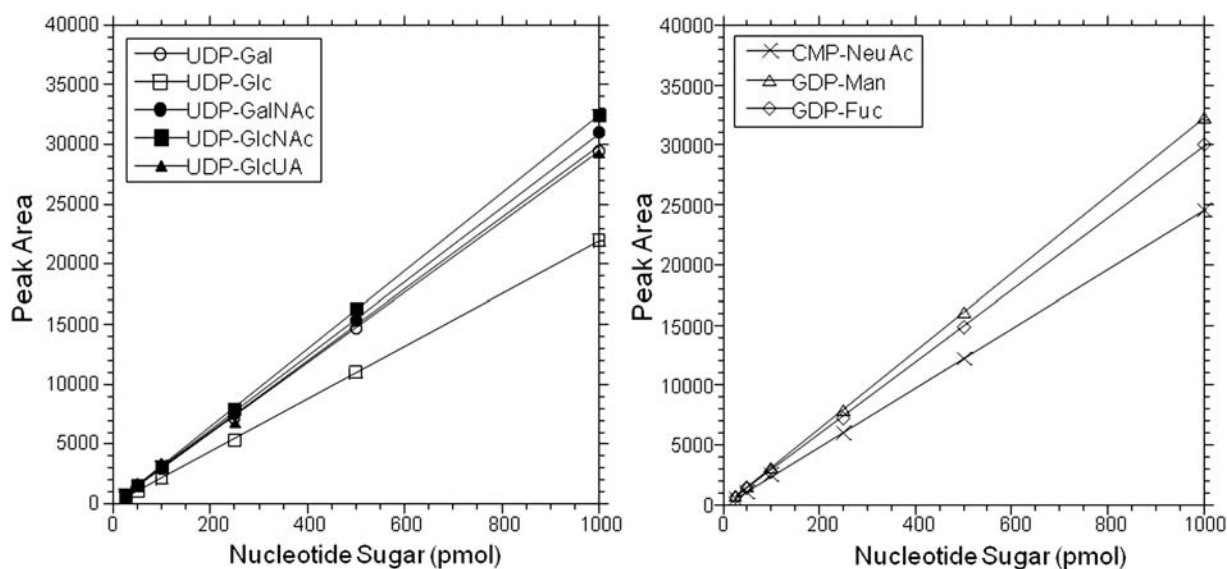 40000
35000
30000
25000
20000
15000
10000
5000
0
Peak Area
UDP-Gal
UDP-Glc
UDP-GalNAc
UDP-GlcNAc
UDP-GlcUA
0 200 400 600 800 1000
Nucleotide Sugar (pmol)
40000
35000
30000
25000
20000
15000
10000
5000
0
Peak Area
CMP-NeuAc
GDP-Man
GDP-Fuc
0 200 400 600 800 1000
Nucleotide Sugar (pmol)